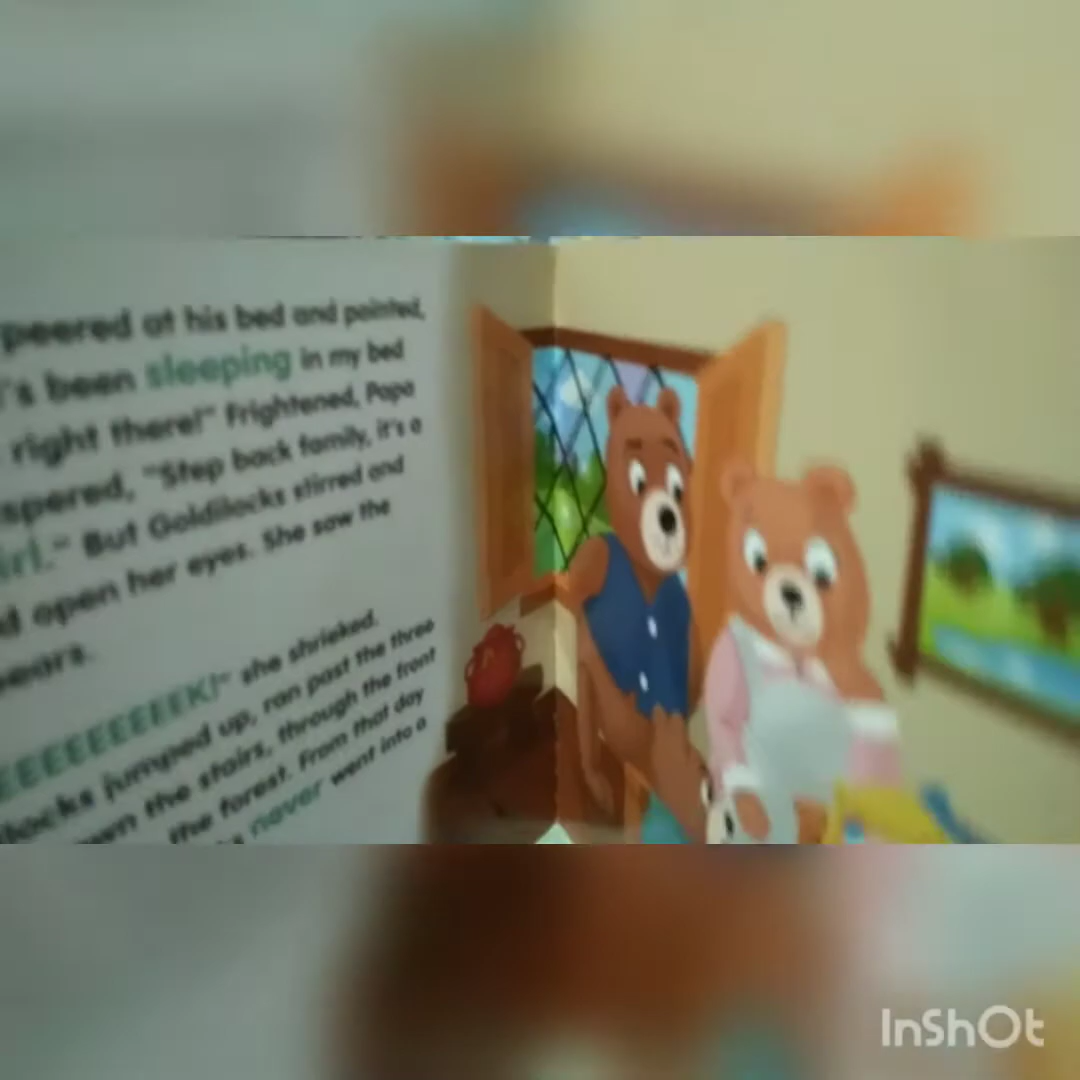 peered at his bed and pointed,
's been sleeping in my bed
right there!" Frightened, Papa
spered, "Step back family, it's a
irl." But Goldilocks stirred and
d open her eyes. She saw the
bears.
EEEEEEEEEK!" she shrieked.
ilocks jumped up, ran past the three
the stairs, through the front
the forest. From that day
never went into a
InShOt